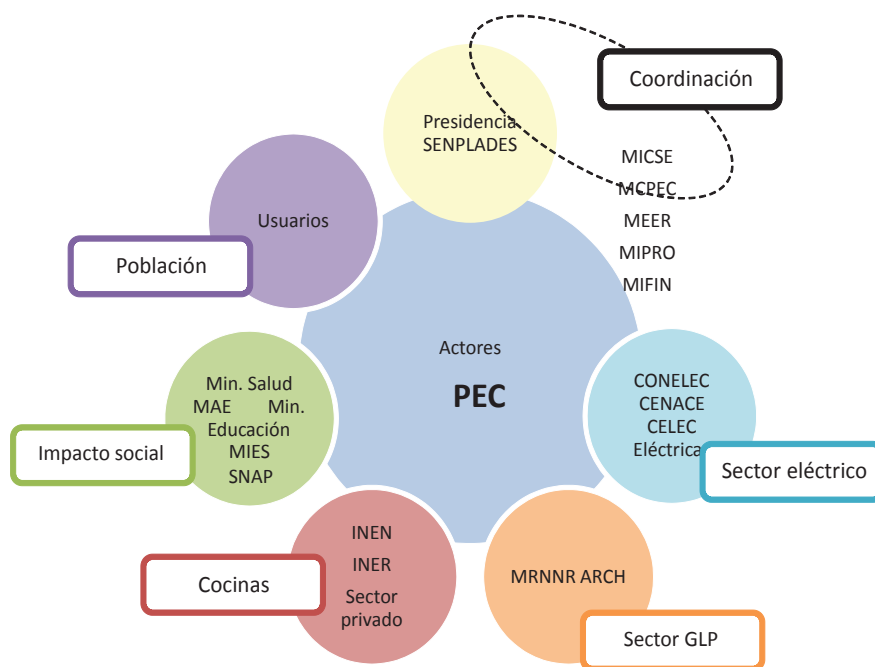 Coordinación
Presidencia
SENPLADES
MICSE
MCPEC
MEER
MIPRO
MIFIN
Usuarios
Población
Actores
PEC
CONELEC
CENACE
CELEC
Eléctrica
Sector eléctrico
Min. Salud
MAE Min.
Educación
MIES
SNAP
Impacto social
INEN
INER
Sector
privado
Cocinas
MRNNR ARCH
Sector GLP